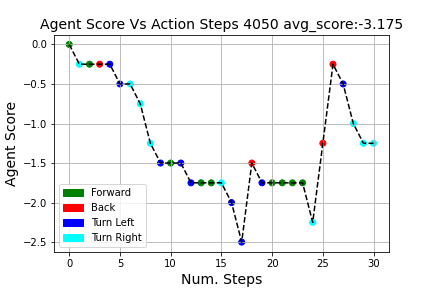 Agent Score Vs Action Steps 4050 avg_score:-3.175
Agent Score
0.0
−0.5
−1.0
−1.5
−2.0
−2.5
Forward
Back
Turn Left
Turn Right
0 5 10 15 20 25 30
Num. Steps